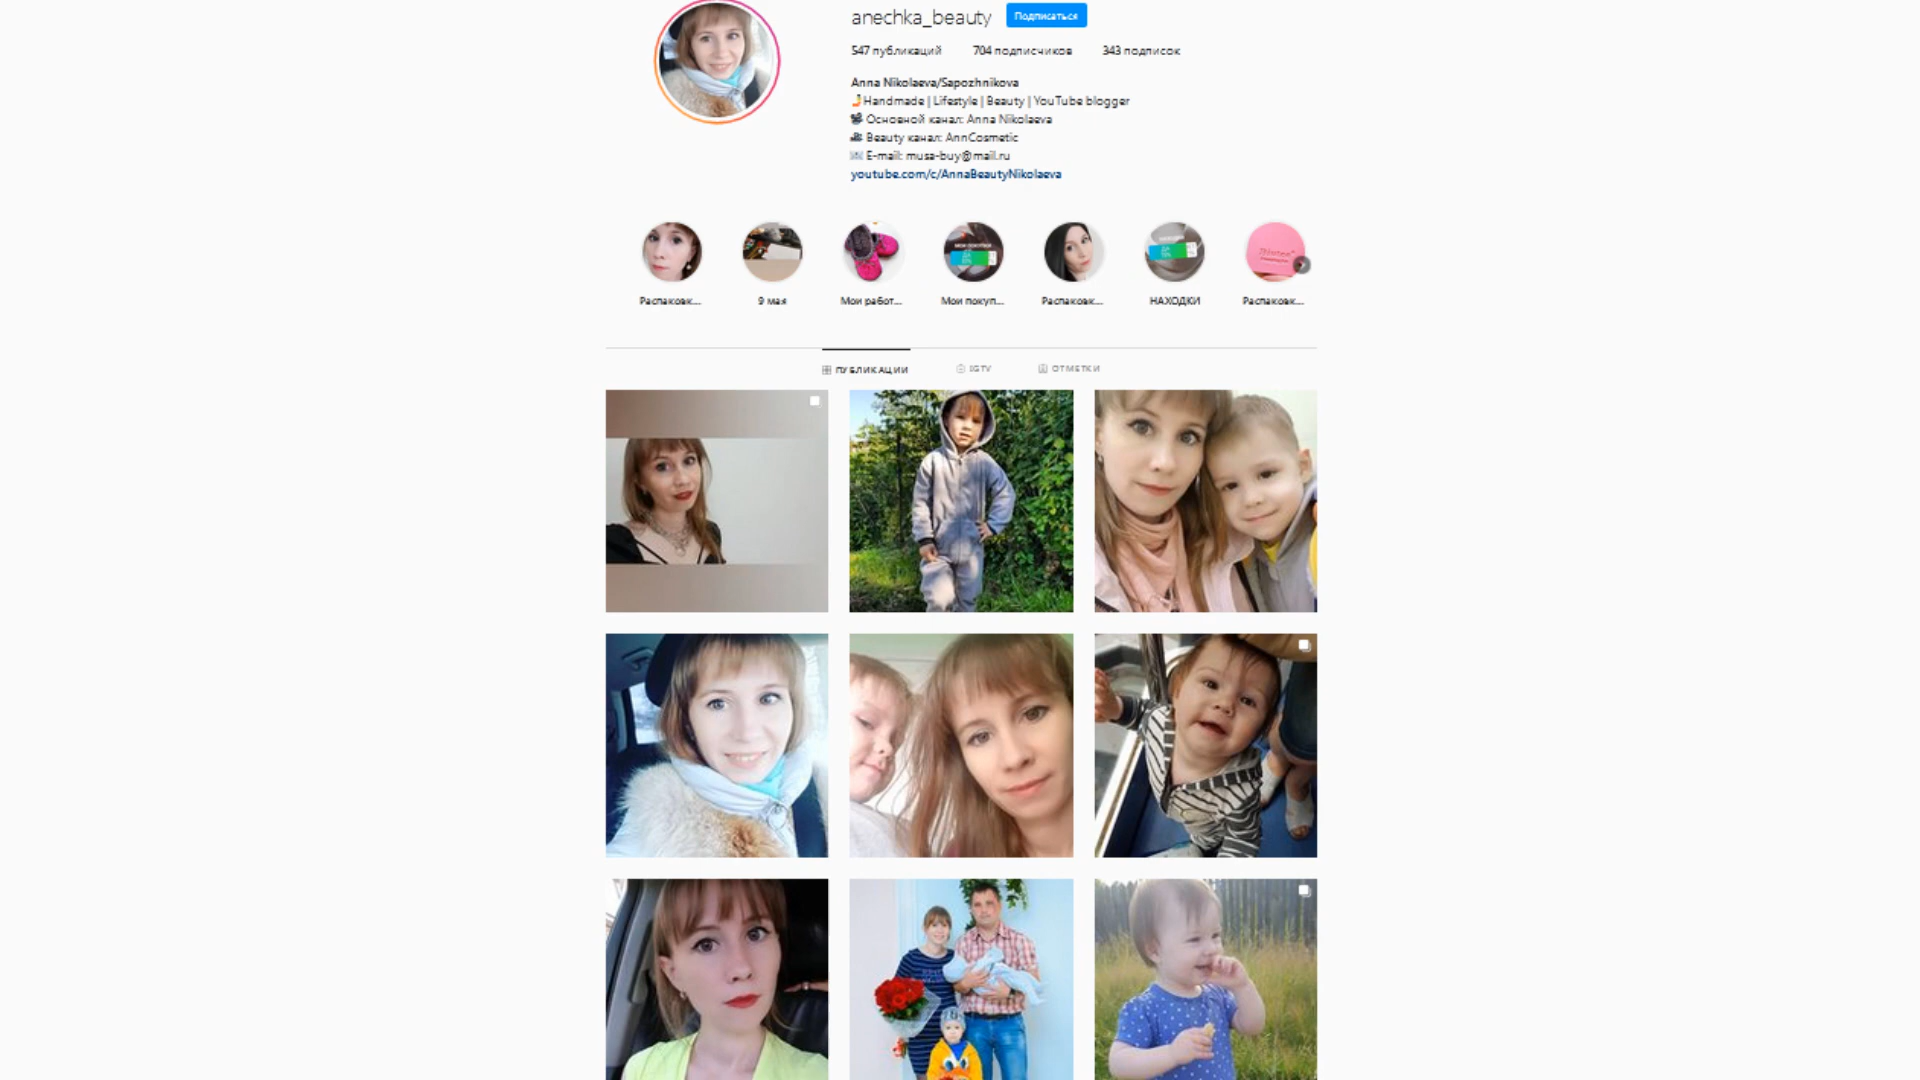 anechka_beauty Подписаться
547 публикаций 704 подписчиков 343 подписок
Anna Nikolaeva/Sapozhnikova
Handmade | Lifestyle | Beauty | YouTube blogger
Основной канал: Anna Nikolaeva
Beauty канал: AnnCosmetic
E-mail: musa-buy@mail.ru
youtube.com/c/AnnaBeautyNikolaeva
МОИ ПОКУПКИ
Распаковк... 9 мая Мои работ... Мои покуп... Распаковк... НАХОДКИ Распаковк...
ПУБЛИКАЦИИ IGTV ОТМЕТКИ